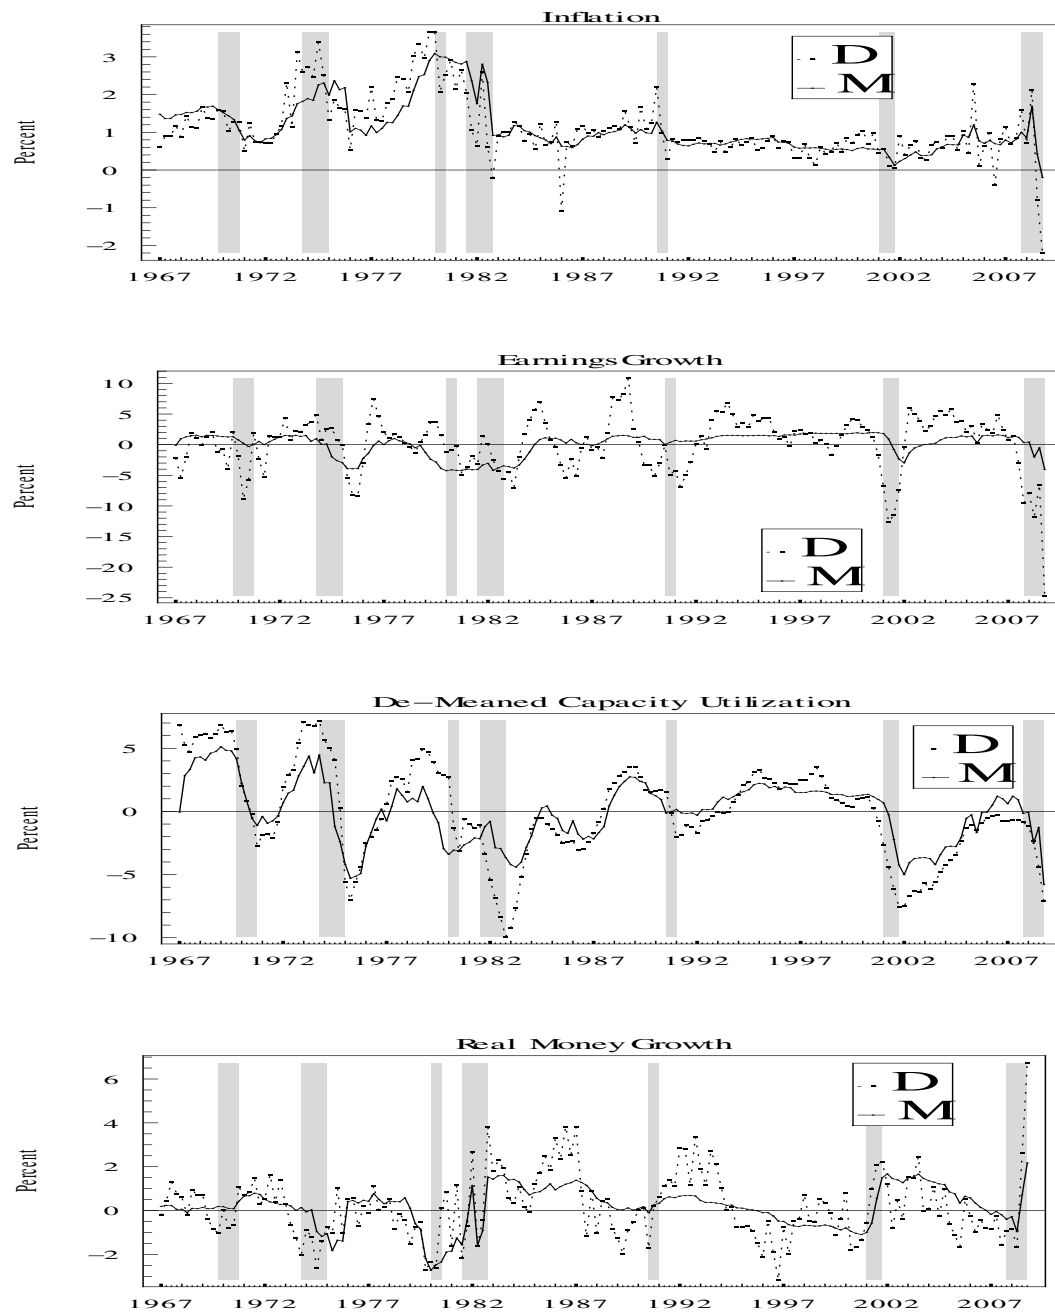 Inflation
Percent
3
2
1
0
−1
−2
D
M
1967 1972 1977 1982 1987 1992 1997 2002 2007
Earnings Growth
Percent
10
5
0
−5
−10
−15
−20
−25
D
M
1967 1972 1977 1982 1987 1992 1997 2002 2007
De−Meaned Capacity Utilization
Percent
5
0
−5
−10
D
M
1967 1972 1977 1982 1987 1992 1997 2002 2007
Real Money Growth
Percent
6
4
2
0
−2
D
M
1967 1972 1977 1982 1987 1992 1997 2002 2007